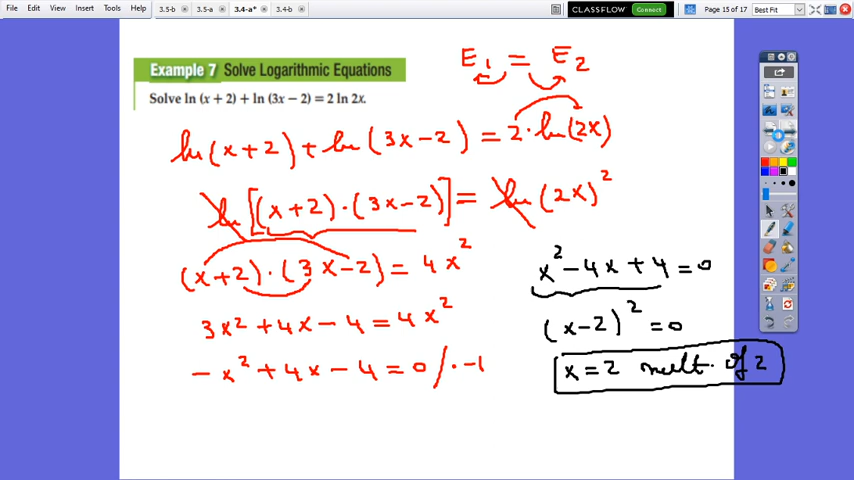 File Edit View Insert Tools Help 3.5-b 3.5-a 3.4-a* 3.4-b CLASSFLOW Connect Page 15 of 17 Best Fit
E₁ = E₂
Example 7 Solve Logarithmic Equations
Solve ln (x + 2) + ln (3x − 2) = 2 ln 2x.
ln(x+2)+ln(3x-2)=2·ln(2x)
ln[(x+2)·(3x-2)]=ln(2x)²
(x+2)·(3x-2)=4x²
3x²+4x-4=4x²
-x²+4x-4=0/·-1
x²-4x+4=0
(x-2)²=0
x=2 mult. of 2